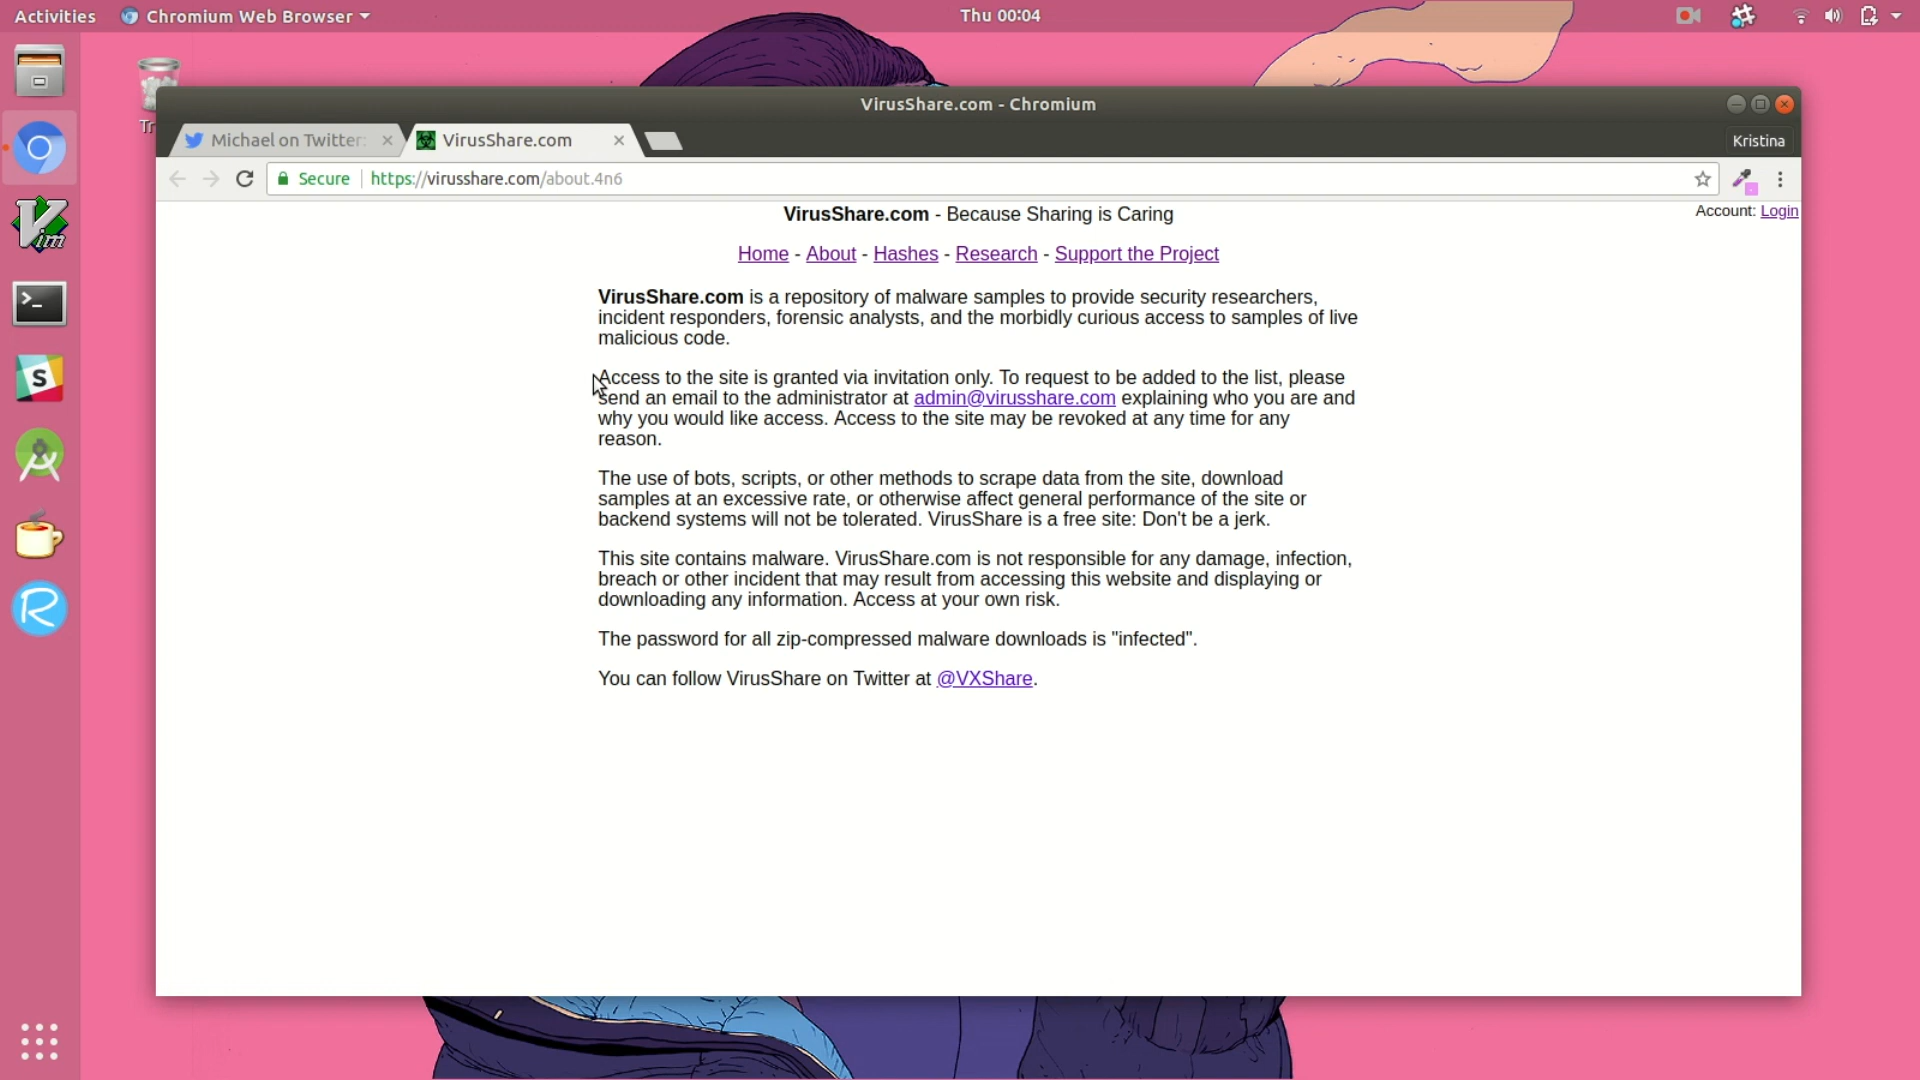 Activities
Chromium Web Browser
Thu 00:04
VirusShare.com - Chromium
Michael on Twitter:
VirusShare.com
Kristina
Secure
https://virusshare.com/about.4n6
VirusShare.com - Because Sharing is Caring
Account: Login
Home - About - Hashes - Research - Support the Project
VirusShare.com is a repository of malware samples to provide security researchers,
incident responders, forensic analysts, and the morbidly curious access to samples of live
malicious code.
Access to the site is granted via invitation only. To request to be added to the list, please
send an email to the administrator at admin@virusshare.com explaining who you are and
why you would like access. Access to the site may be revoked at any time for any
reason.
The use of bots, scripts, or other methods to scrape data from the site, download
samples at an excessive rate, or otherwise affect general performance of the site or
backend systems will not be tolerated. VirusShare is a free site: Don't be a jerk.
This site contains malware. VirusShare.com is not responsible for any damage, infection,
breach or other incident that may result from accessing this website and displaying or
downloading any information. Access at your own risk.
The password for all zip-compressed malware downloads is "infected".
You can follow VirusShare on Twitter at @VXShare.
Vim
>_
S
R